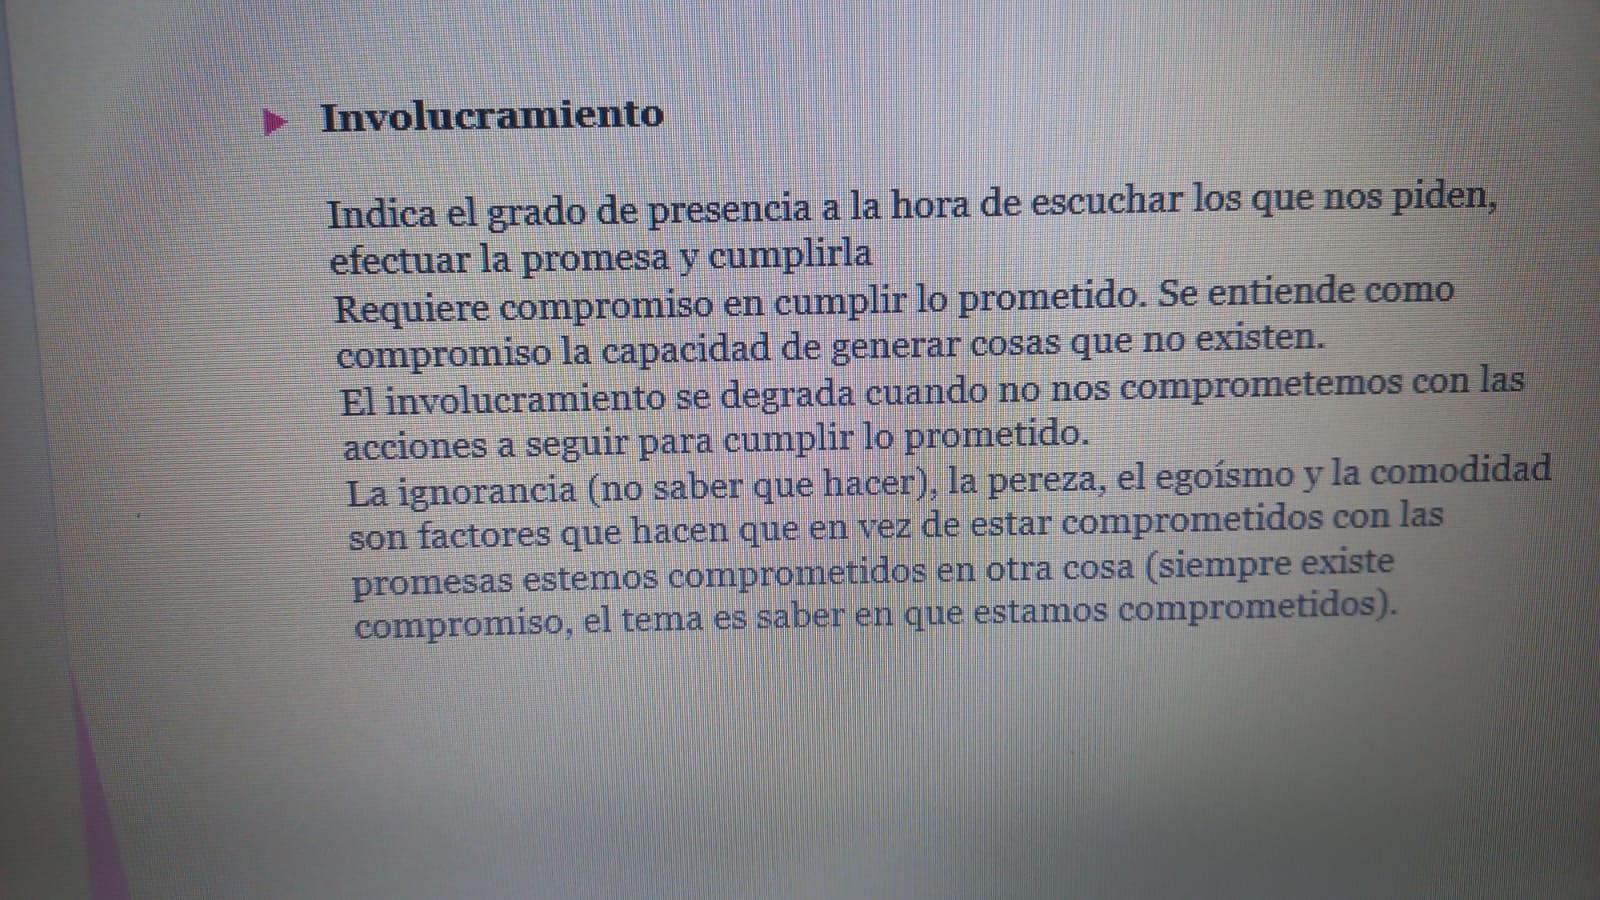 Involucramiento
Indica el grado de presencia a la hora de escuchar los que nos piden,
efectuar la promesa y cumplirla
Requiere compromiso en cumplir lo prometido. Se entiende como
compromiso la capacidad de generar cosas que no existen.
El involucramiento se degrada cuando no nos comprometemos con las
acciones a seguir para cumplir lo prometido.
La ignorancia (no saber que hacer), la pereza, el egoísmo y la comodidad
son factores que hacen que en vez de estar comprometidos con las
promesas estemos comprometidos en otra cosa (siempre existe
compromiso, el tema es saber en que estamos comprometidos).